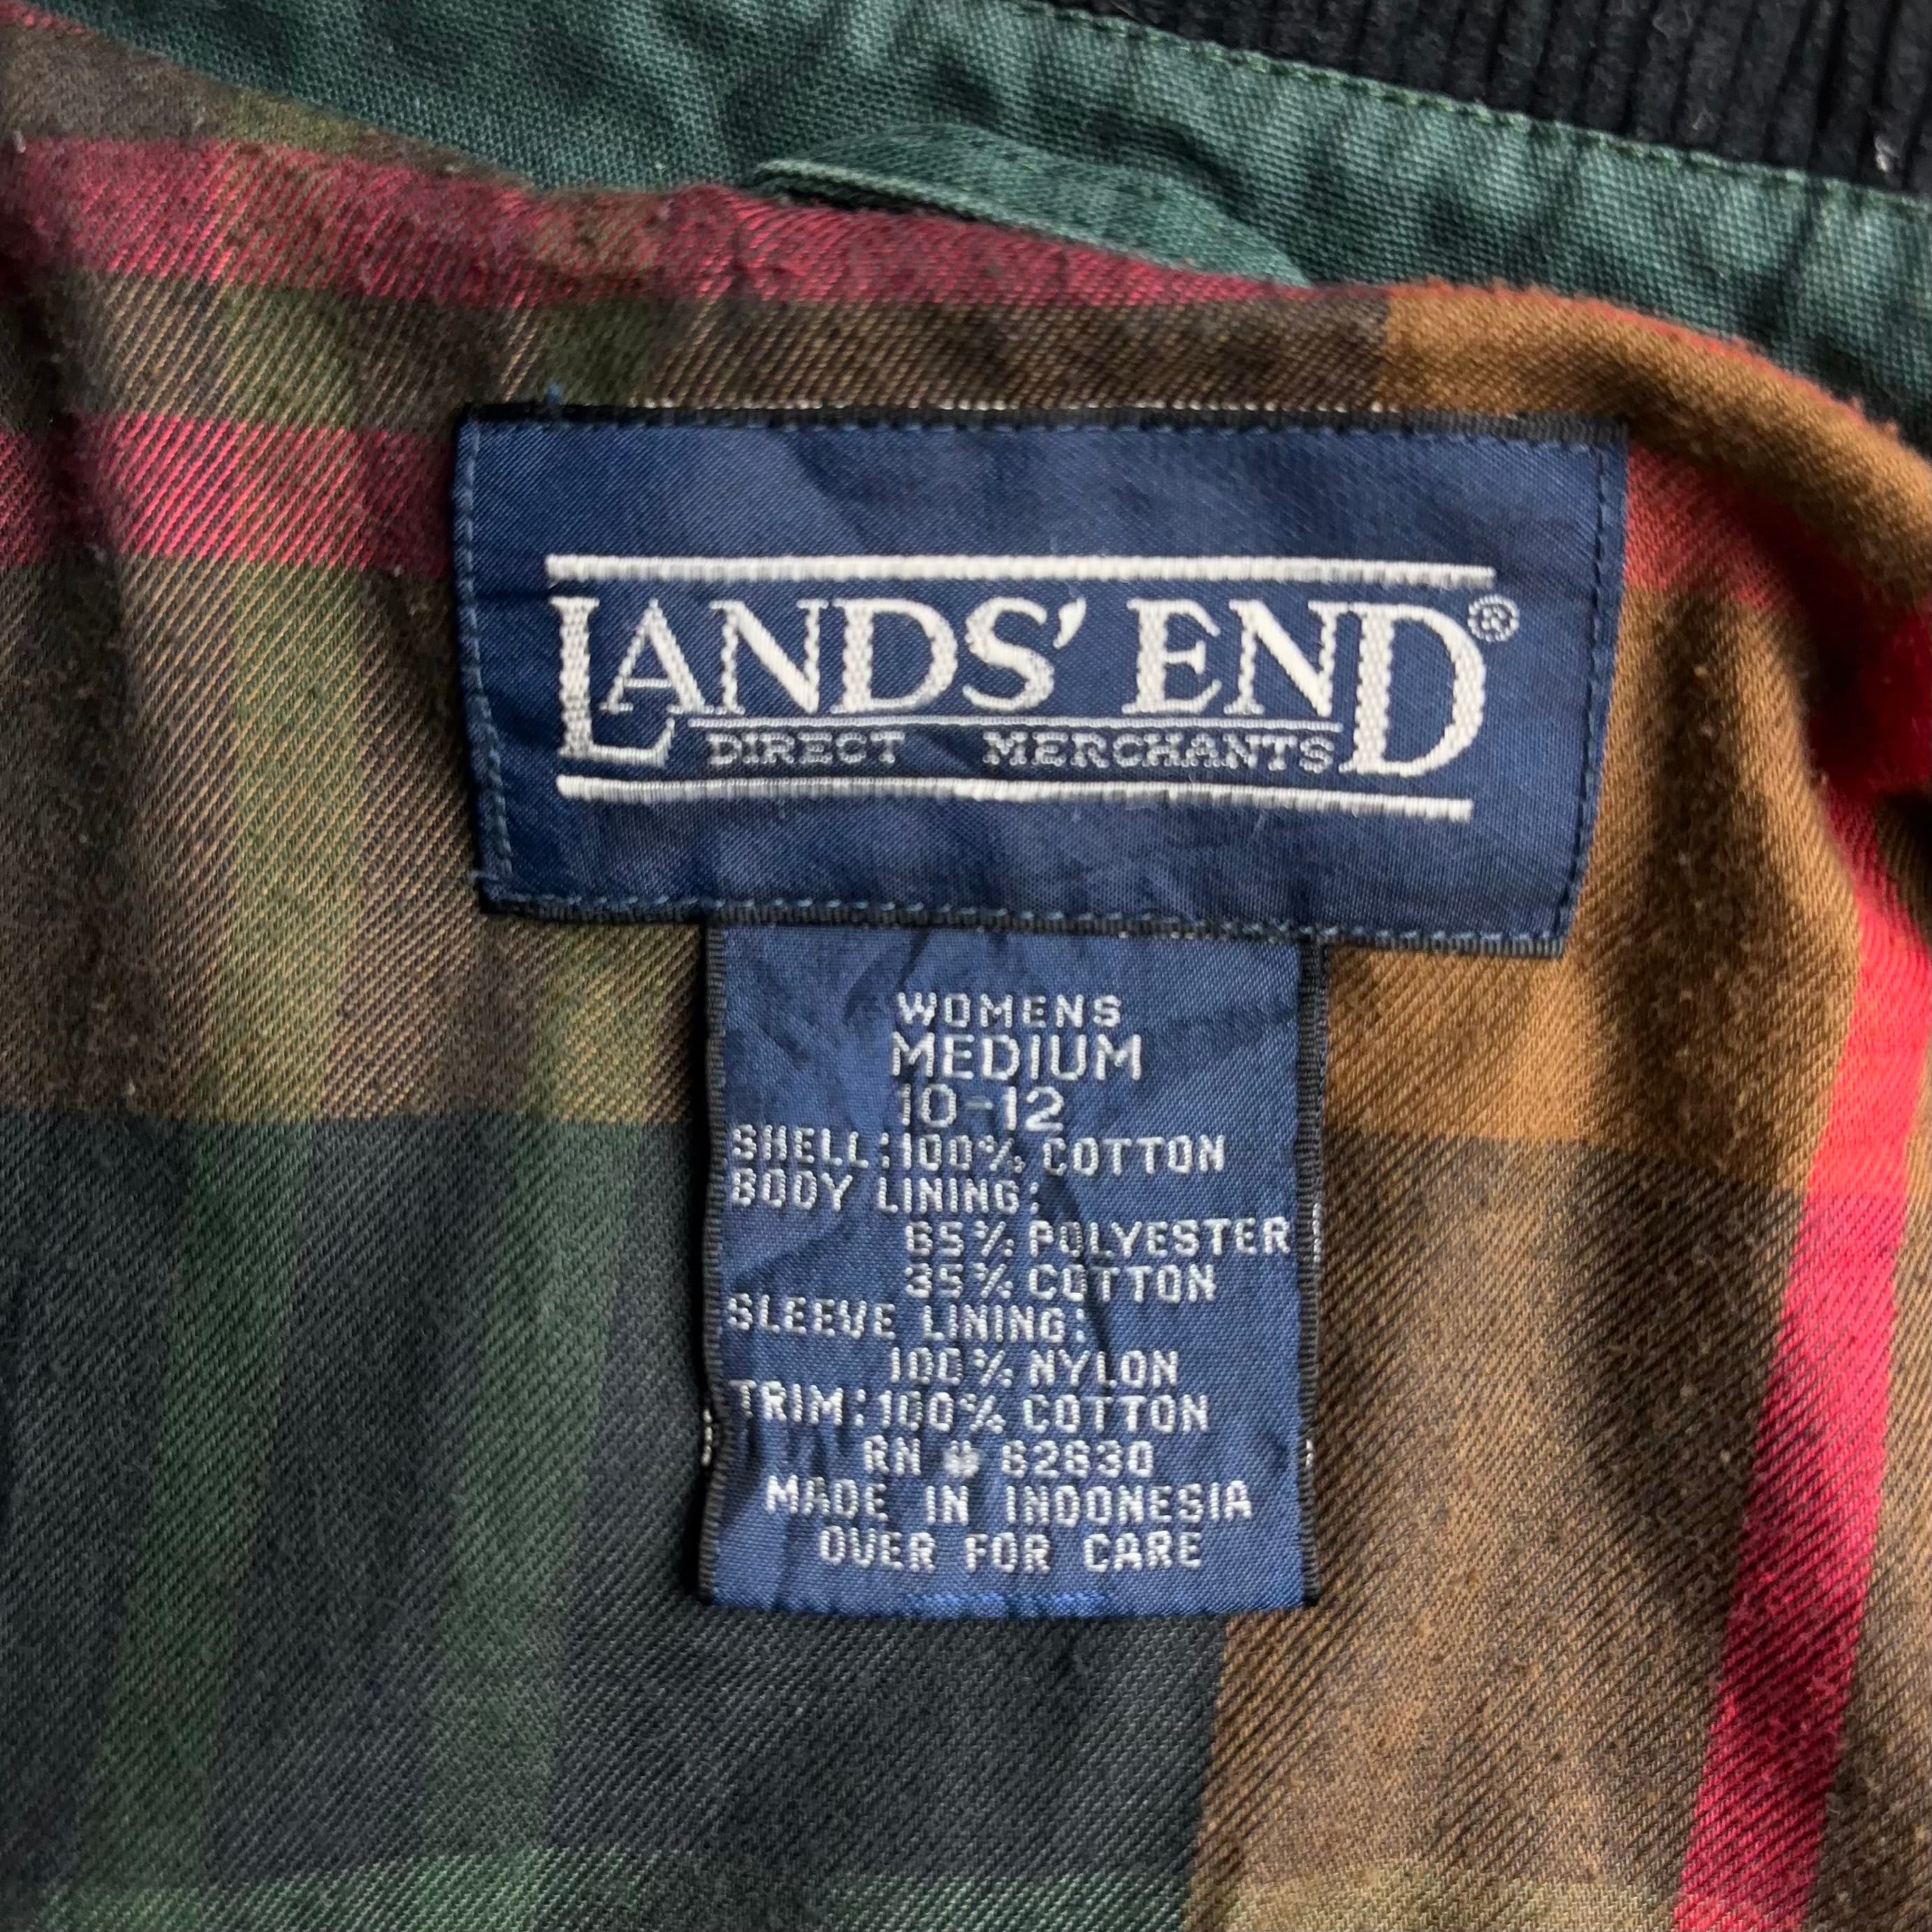 LANDS' END®
DIRECT MERCHANTS
WOMENS
MEDIUM
10-12
SHELL:100% COTTON
BODY LINING:
65% POLYESTER
35% COTTON
SLEEVE LINING:
100% NYLON
TRIM:100% COTTON
RN # 62630
MADE IN INDONESIA
OVER FOR CARE